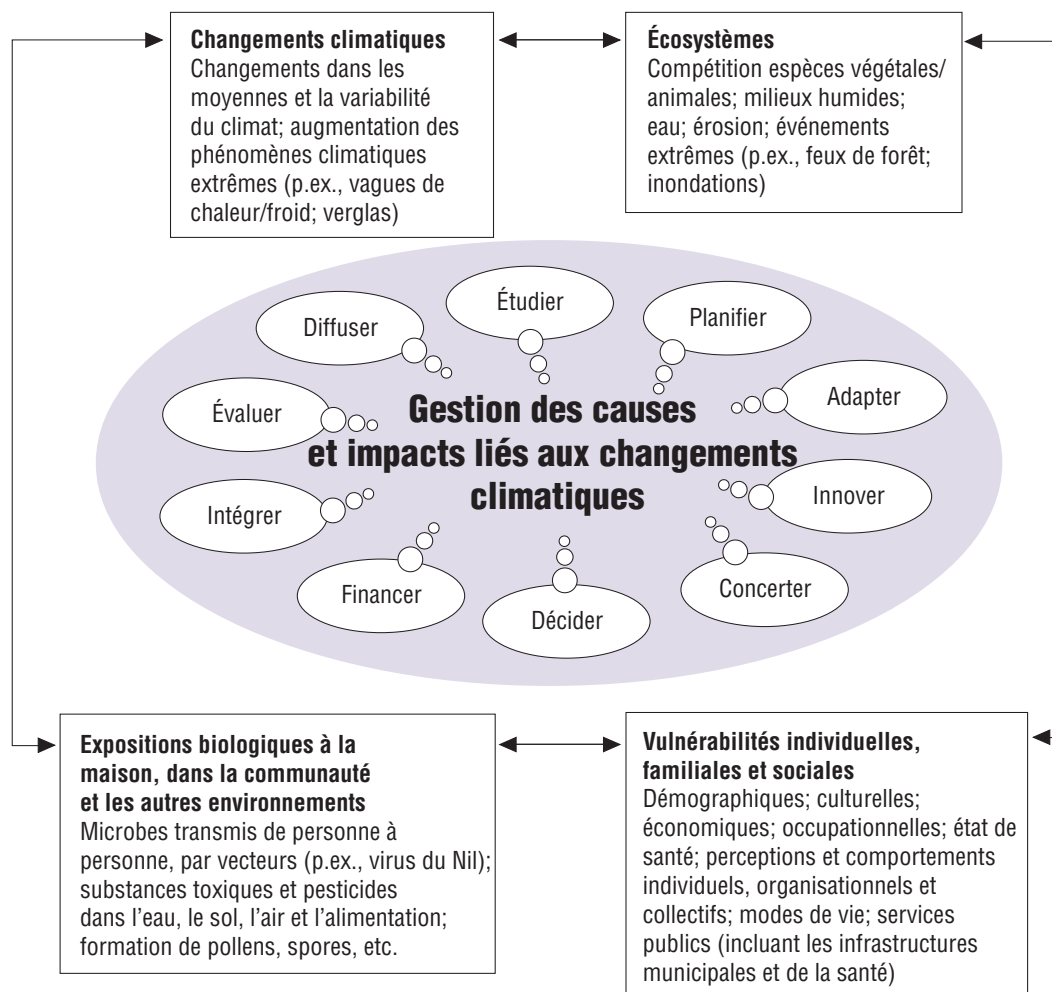 Changements climatiques
Changements dans les
moyennes et la variabilité
du climat; augmentation des
phénomènes climatiques
extrêmes (p.ex., vagues de
chaleur/froid; verglas)
Écosystèmes
Compétition espèces végétales/
animales; milieux humides;
eau; érosion; événements
extrêmes (p.ex., feux de forêt;
inondations)
Étudier
Diffuser
Planifier
Évaluer
Adapter
Gestion des causes
et impacts liés aux changements
climatiques
Intégrer
Innover
Financer
Décider
Concerter
Expositions biologiques à la
maison, dans la communauté
et les autres environnements
Microbes transmis de personne à
personne, par vecteurs (p.ex., virus du Nil);
substances toxiques et pesticides
dans l'eau, le sol, l'air et l'alimentation;
formation de pollens, spores, etc.
Vulnérabilités individuelles,
familiales et sociales
Démographiques; culturelles;
économiques; occupationnelles; état de
santé; perceptions et comportements
individuels, organisationnels et
collectifs; modes de vie; services
publics (incluant les infrastructures
municipales et de la santé)